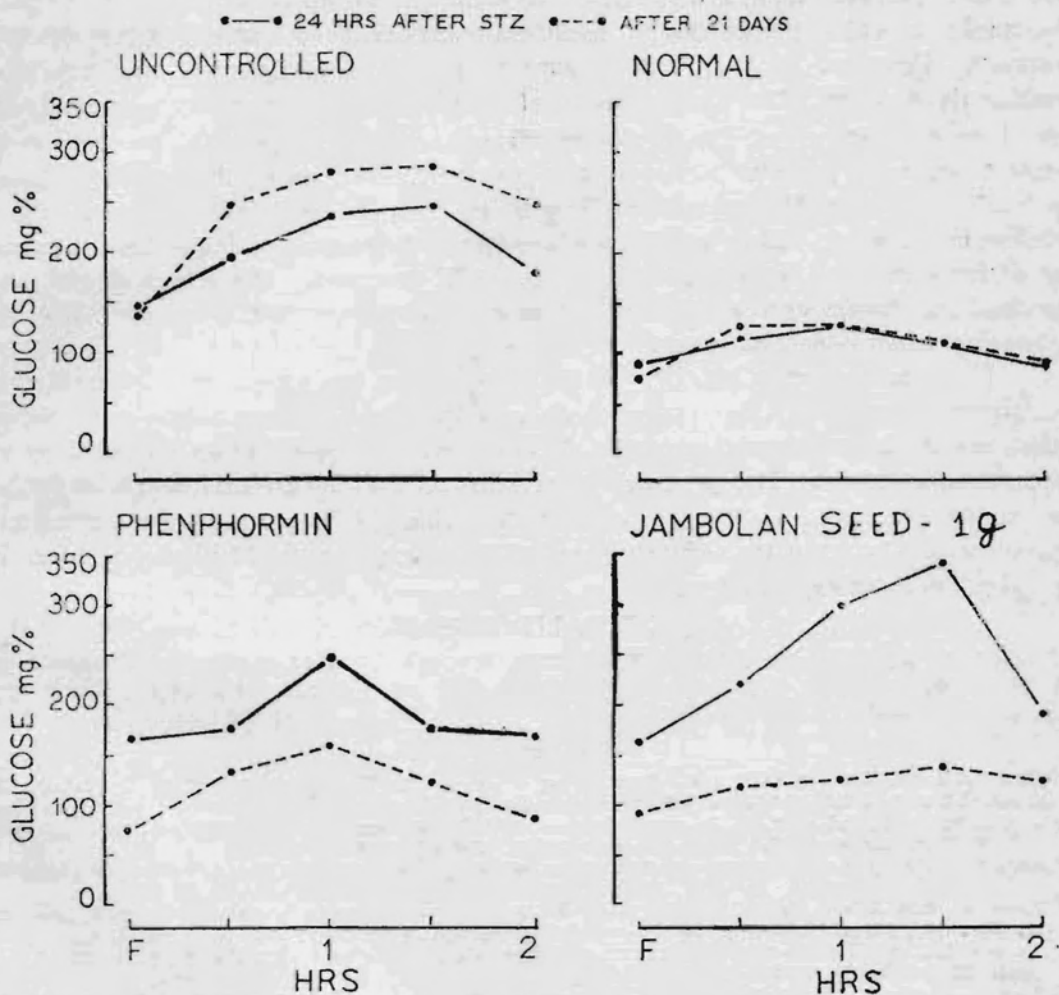 24 HRS AFTER STZ AFTER 21 DAYS
UNCONTROLLED
NORMAL
350
300
200
100
0
GLUCOSE mg %
PHENPHORMIN
JAMBOLAN SEED - 1g
350
300
200
100
0
GLUCOSE mg%
F 1 2
HRS
F 1 2
HRS